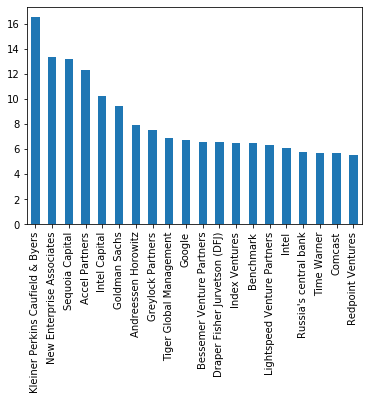 16
14
12
10
8
6
4
2
0
Kleiner Perkins Caufield & Byers
New Enterprise Associates
Sequoia Capital
Accel Partners
Intel Capital
Goldman Sachs
Andreessen Horowitz
Greylock Partners
Tiger Global Management
Google
Bessemer Venture Partners
Draper Fisher Jurvetson (DFJ)
Index Ventures
Benchmark
Lightspeed Venture Partners
Intel
Russia's central bank
Time Warner
Comcast
Redpoint Ventures